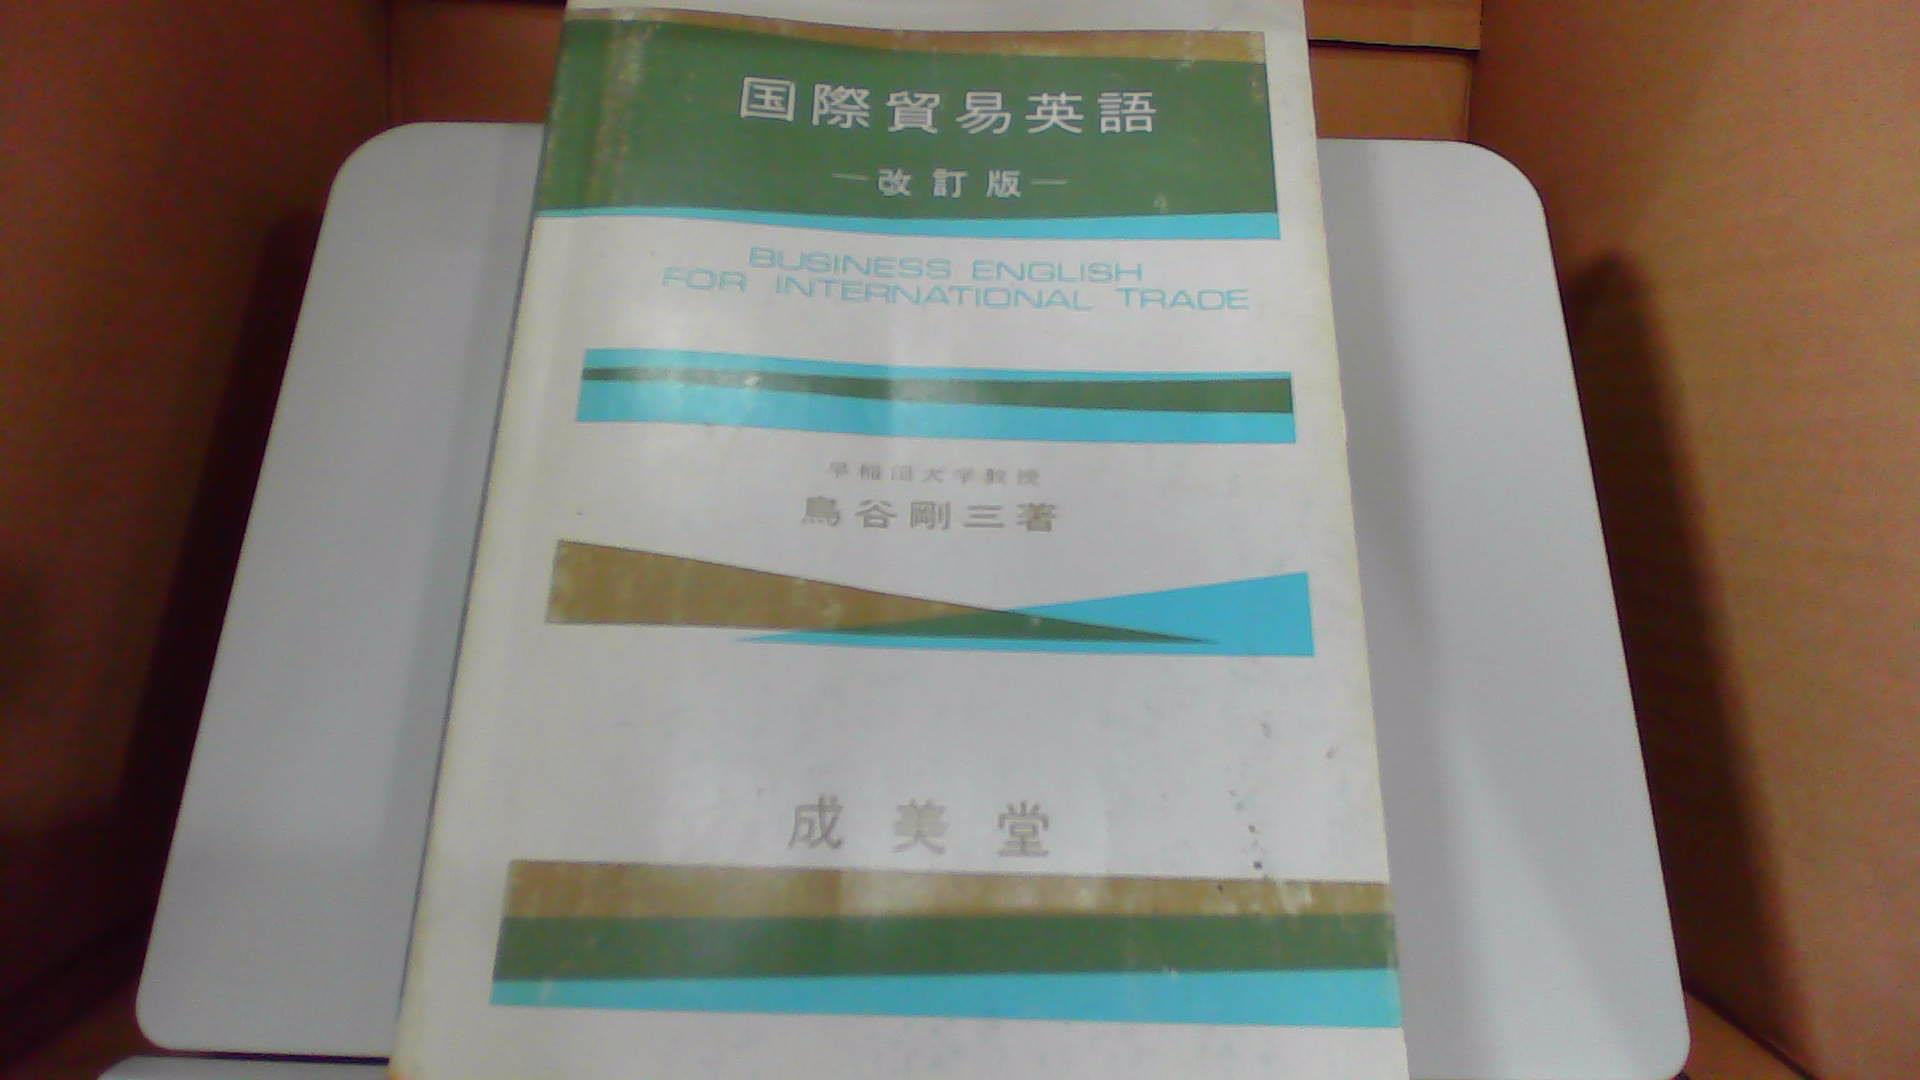 国際貿易英語
―改訂版―
BUSINESS ENGLISH
FOR INTERNATIONAL TRADE
早稲田大学教授
鳥谷剛三著
成美堂